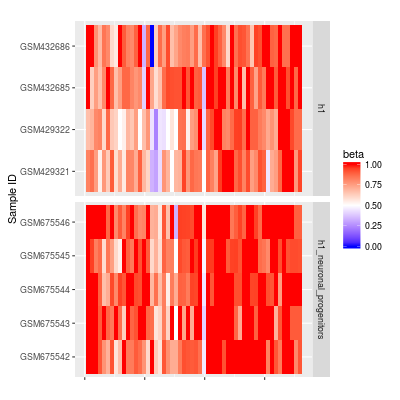 GSM432686
GSM432685
GSM429322
GSM429321
h1
GSM675546
GSM675545
GSM675544
GSM675543
GSM675542
h1_neuronal_progenitors
Sample ID
beta
1.00
0.75
0.50
0.25
0.00